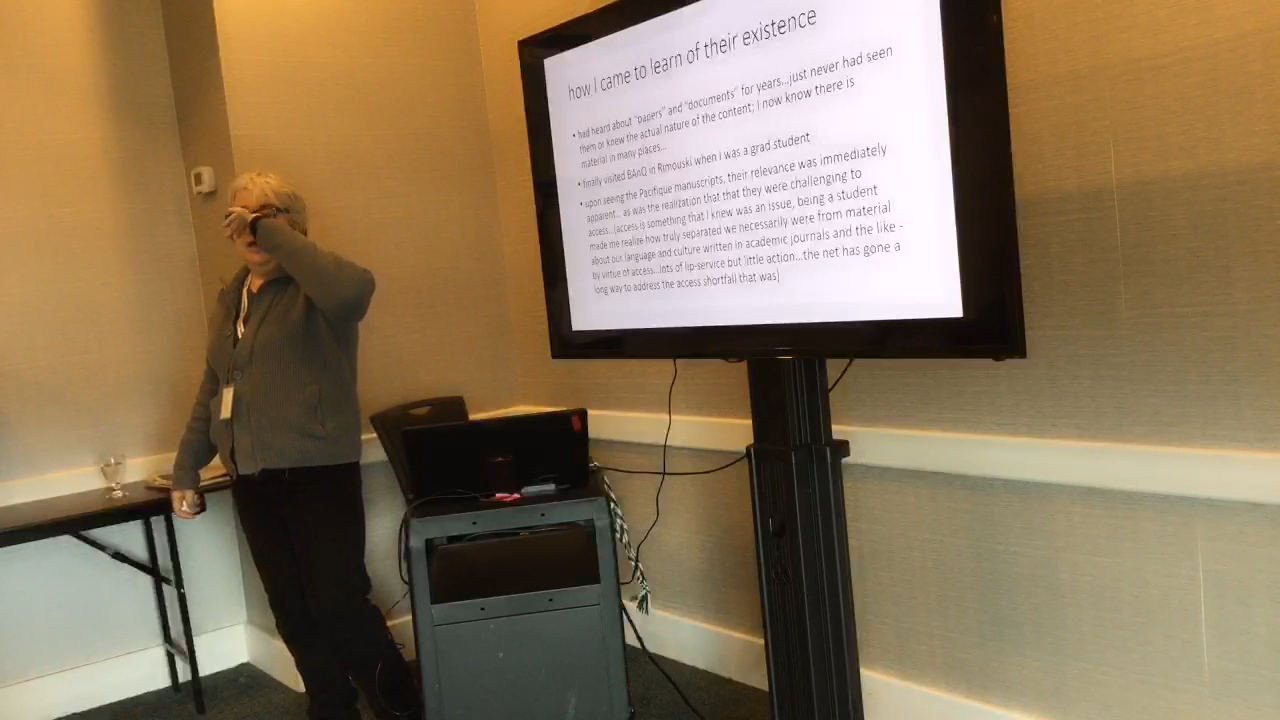 how I came to learn of their existence
• had heard about "papers" and "documents" for years...just never had seen
them or knew the actual nature of the content; I now know there is
material in many places...
• finally visited BAnQ in Rimouski when I was a grad student
• upon seeing the Pacifique manuscripts, their relevance was immediately
apparent... as was the realization that that they were challenging to
access...[access is something that I knew was an issue, being a student
made me realize how truly separated we necessarily were from material
about our language and culture written in academic journals and the like -
by virtue of access...lots of lip-service but little action...the net has gone a
long way to address the access shortfall that was]